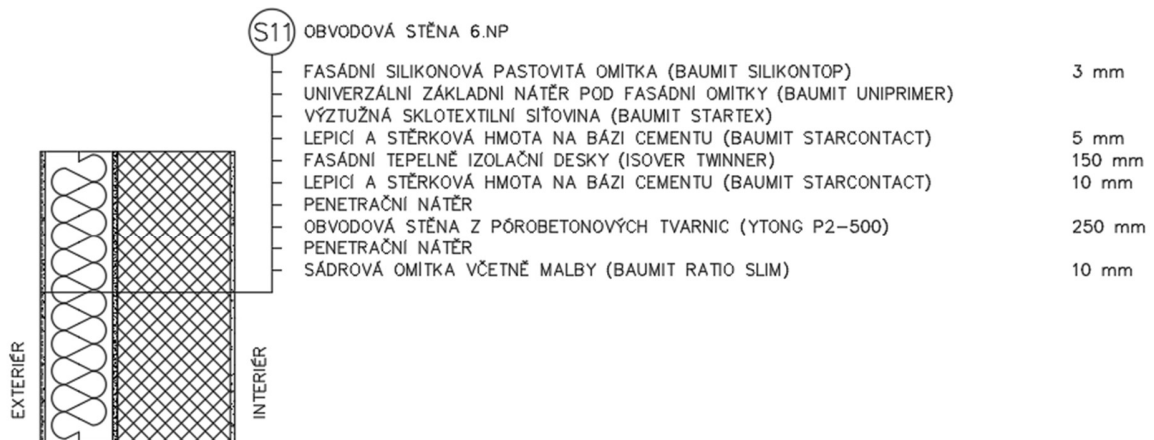 S11 OBVODOVÁ STĚNA 6.NP
FASÁDNÍ SILIKONOVÁ PASTOVITÁ OMÍTKA (BAUMIT SILIKONTOP) 3 mm
UNIVERZÁLNÍ ZÁKLADNÍ NÁTĚR POD FASÁDNÍ OMÍTKY (BAUMIT UNIPRIMER)
VÝZTUŽNÁ SKLOTEXTILNÍ SÍŤOVINA (BAUMIT STARTEX)
LEPICÍ A STĚRKOVÁ HMOTA NA BÁZI CEMENTU (BAUMIT STARCONTACT) 5 mm
FASÁDNÍ TEPELNĚ IZOLAČNÍ DESKY (ISOVER TWINNER) 150 mm
LEPICÍ A STĚRKOVÁ HMOTA NA BÁZI CEMENTU (BAUMIT STARCONTACT) 10 mm
PENETRAČNÍ NÁTĚR
OBVODOVÁ STĚNA Z PÓROBETONOVÝCH TVARNIC (YTONG P2-500) 250 mm
PENETRAČNÍ NÁTĚR
SÁDROVÁ OMÍTKA VČETNĚ MALBY (BAUMIT RATIO SLIM) 10 mm
EXTERIÉR
INTERIÉR